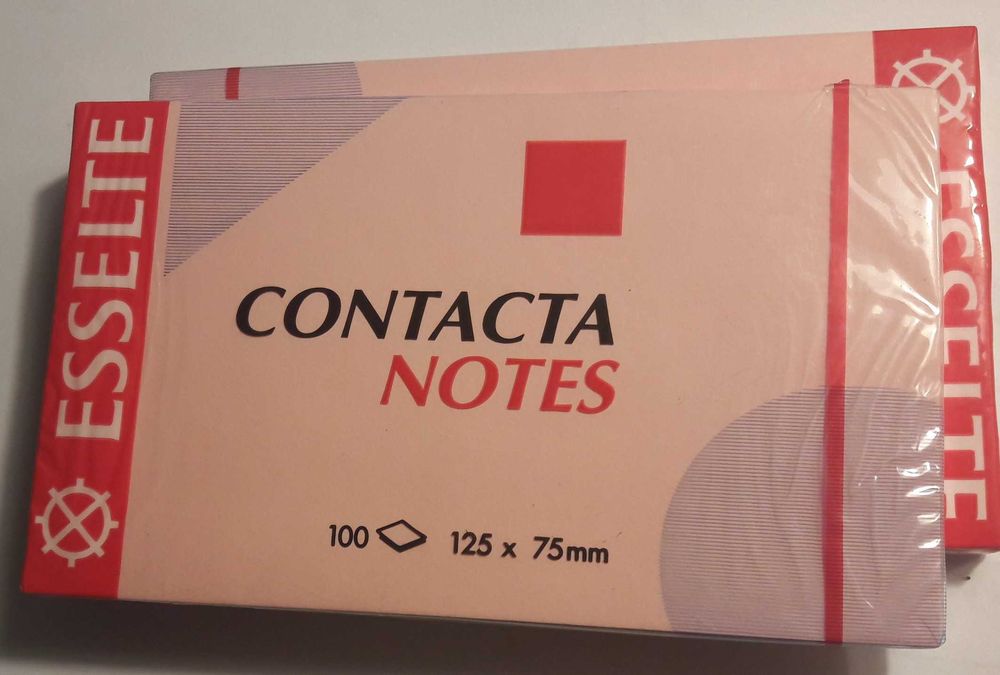 ESSELTE
CONTACTA
NOTES
100 125 x 75mm
ESSELTE